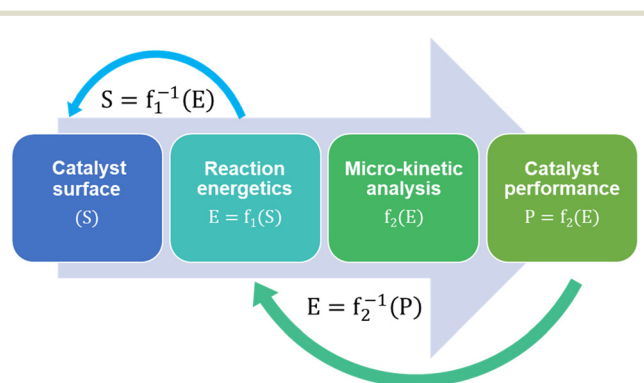 S = f₁⁻¹(E)
Catalyst
surface
(S)
Reaction
energetics
E = f₁(S)
Micro-kinetic
analysis
f₂(E)
Catalyst
performance
P = f₂(E)
E = f₂⁻¹(P)